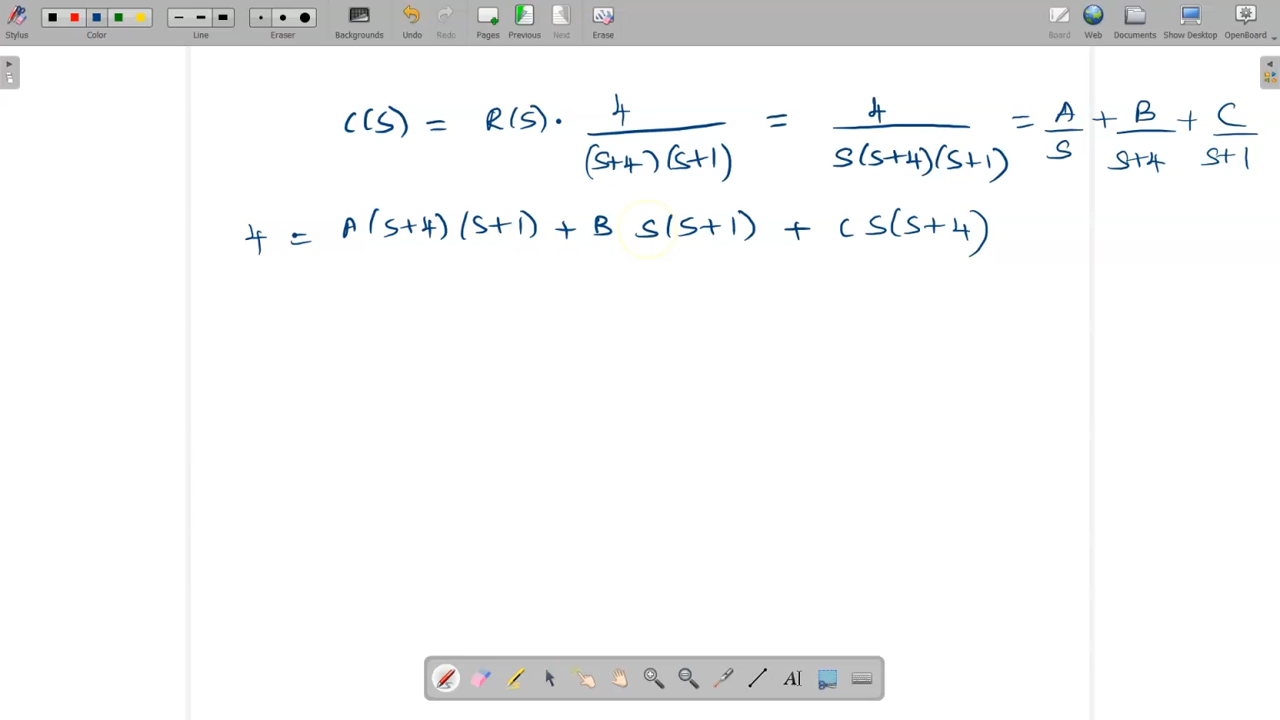 Stylus Color Line Eraser Backgrounds Undo Redo Pages Previous Next Erase Board Web Documents Show Desktop OpenBoard
C(S) = R(S) · 4/((S+4)(S+1)) = 4/(S(S+4)(S+1)) = A/S + B/(S+4) + C/(S+1)
4 = A(S+4)(S+1) + B S(S+1) + C S(S+4)
AI